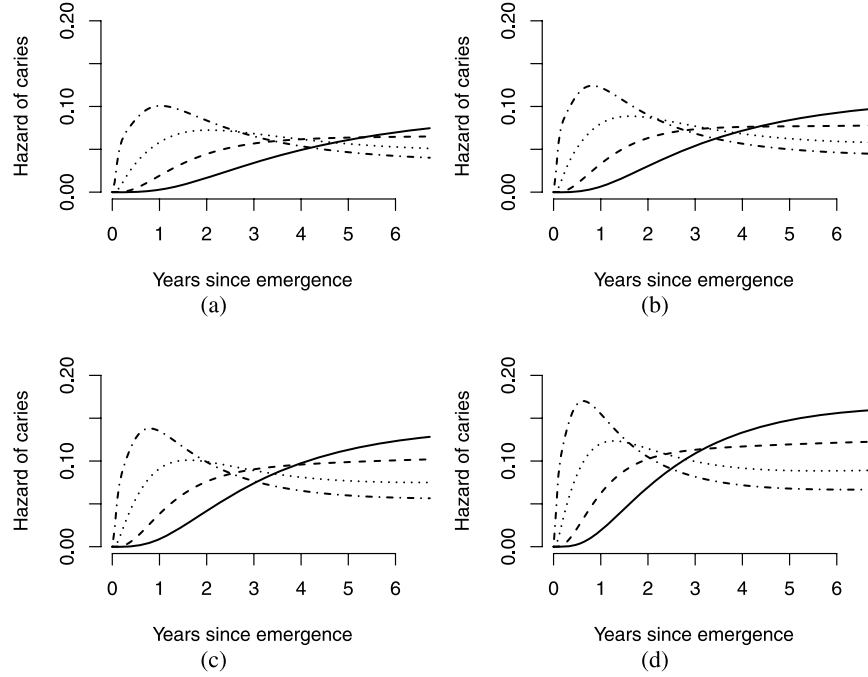 Hazard of caries
0.00 0.10 0.20
0 1 2 3 4 5 6
Years since emergence
(a)
Hazard of caries
0.00 0.10 0.20
0 1 2 3 4 5 6
Years since emergence
(b)
Hazard of caries
0.00 0.10 0.20
0 1 2 3 4 5 6
Years since emergence
(c)
Hazard of caries
0.00 0.10 0.20
0 1 2 3 4 5 6
Years since emergence
(d)